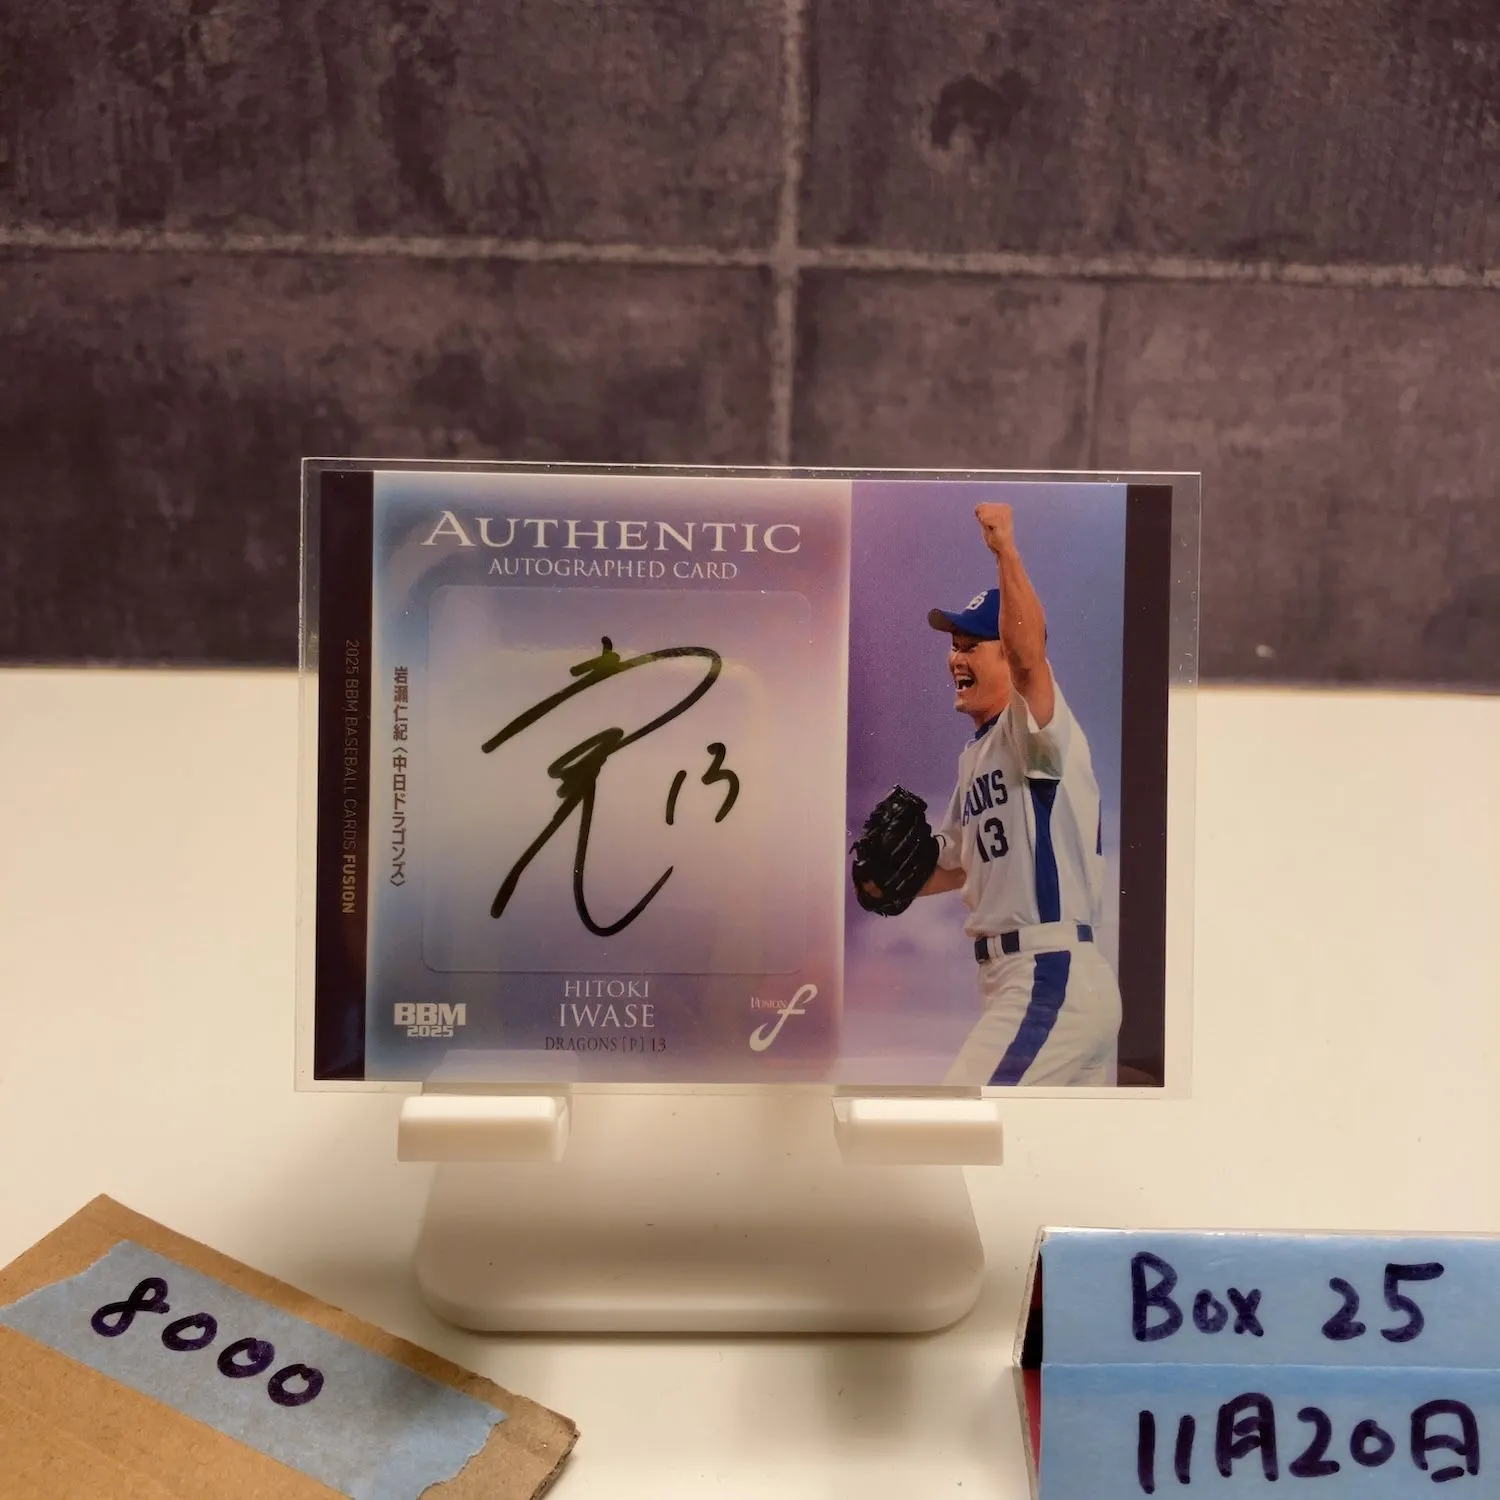 AUTHENTIC
AUTOGRAPHED CARD
2025 BBM BASEBALL CARDS FUSION
岩瀬仁紀〈中日ドラゴンズ〉
13
HITOKI
IWASE
DRAGONS [P] 13
BBM
2025
FUSION
f
13
8000
Box 25
11月20日